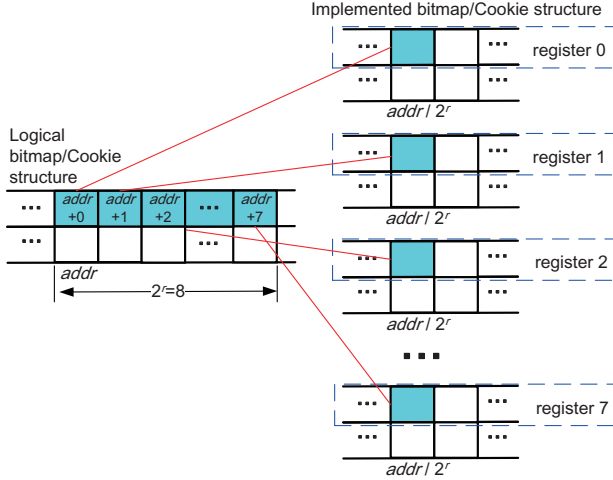 Implemented bitmap/Cookie structure
... ... register 0
... ...
addr / 2^r
Logical
bitmap/Cookie
structure
... ... register 1
... ...
addr / 2^r
... addr +0 addr +1 addr +2 ... addr +7
... ...
addr
2^r=8
... ... register 2
... ...
addr / 2^r
...
... ... register 7
... ...
addr / 2^r